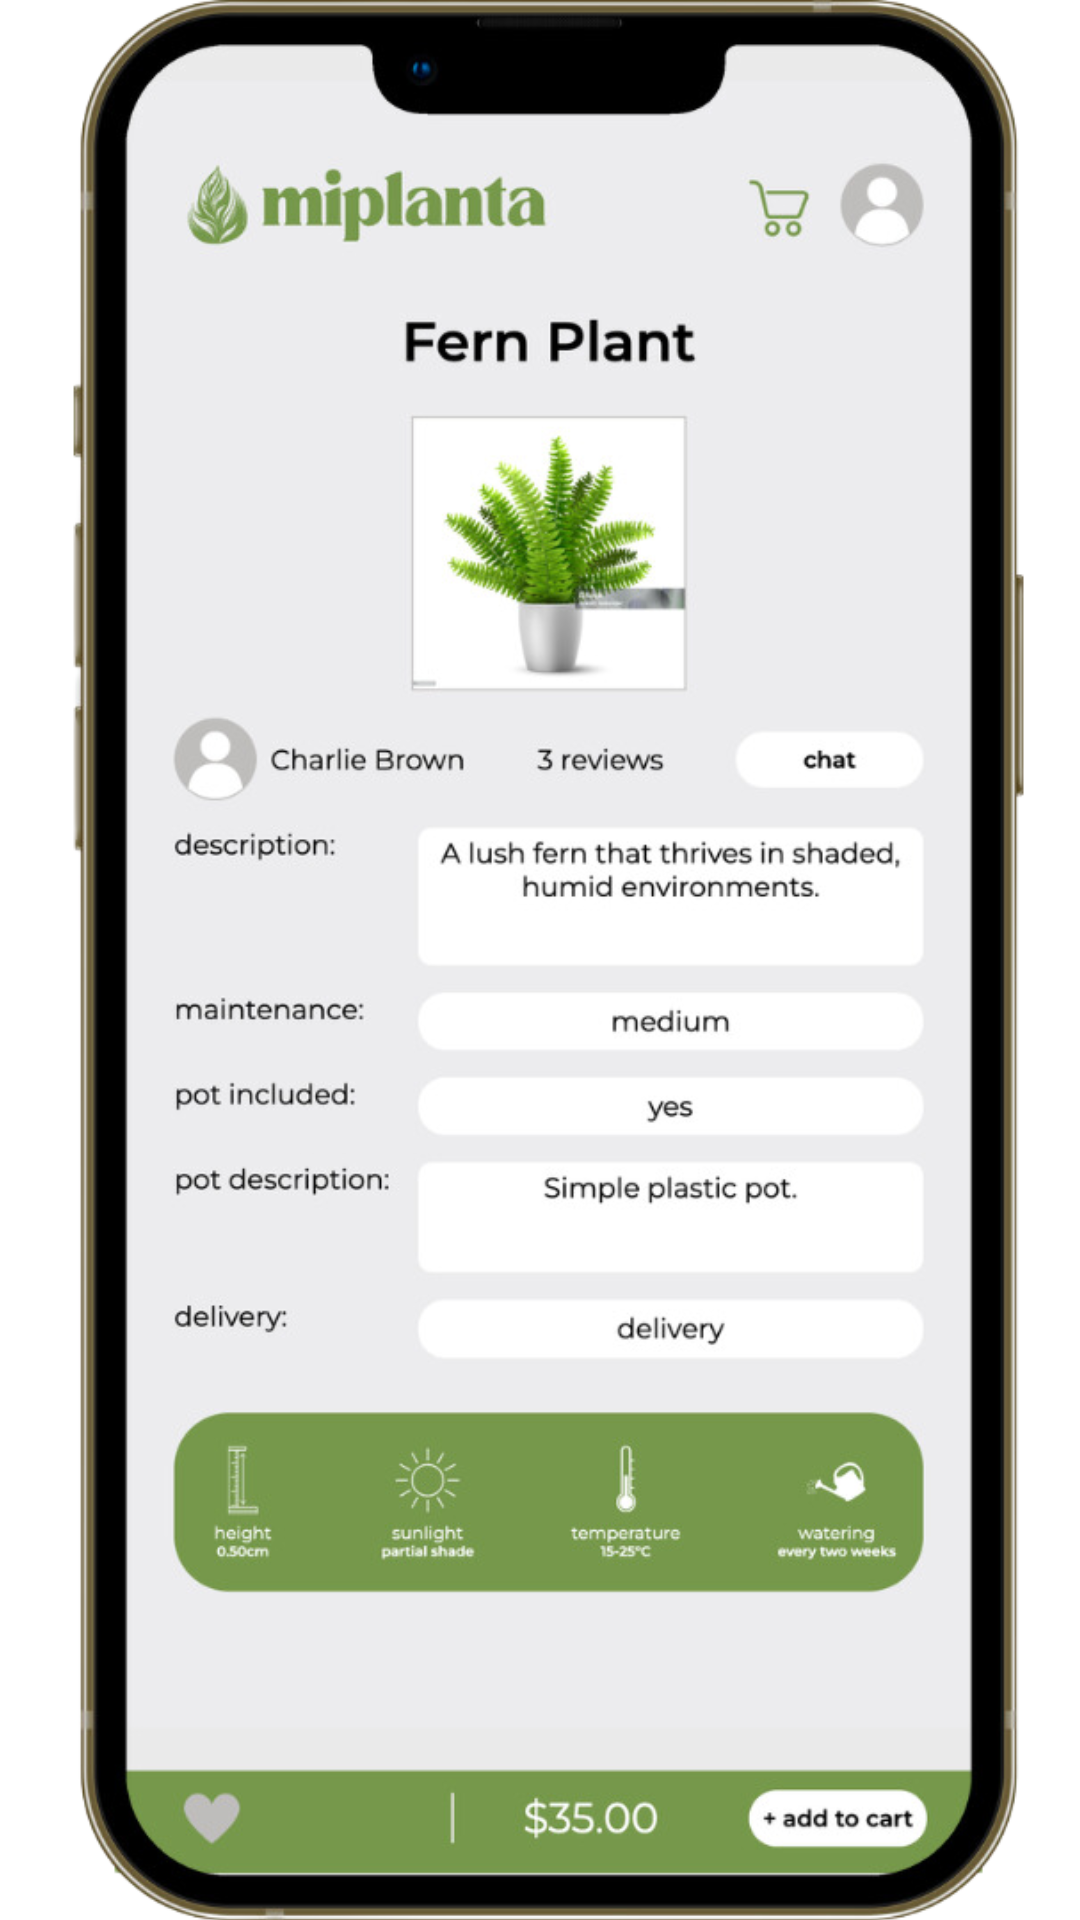 miplanta
Fern Plant
Charlie Brown 3 reviews chat
description: A lush fern that thrives in shaded,
humid environments.
maintenance: medium
pot included: yes
pot description: Simple plastic pot.
delivery: delivery
height sunlight temperature watering
0.50cm partial shade 15-25°C every two weeks
$35.00 + add to cart